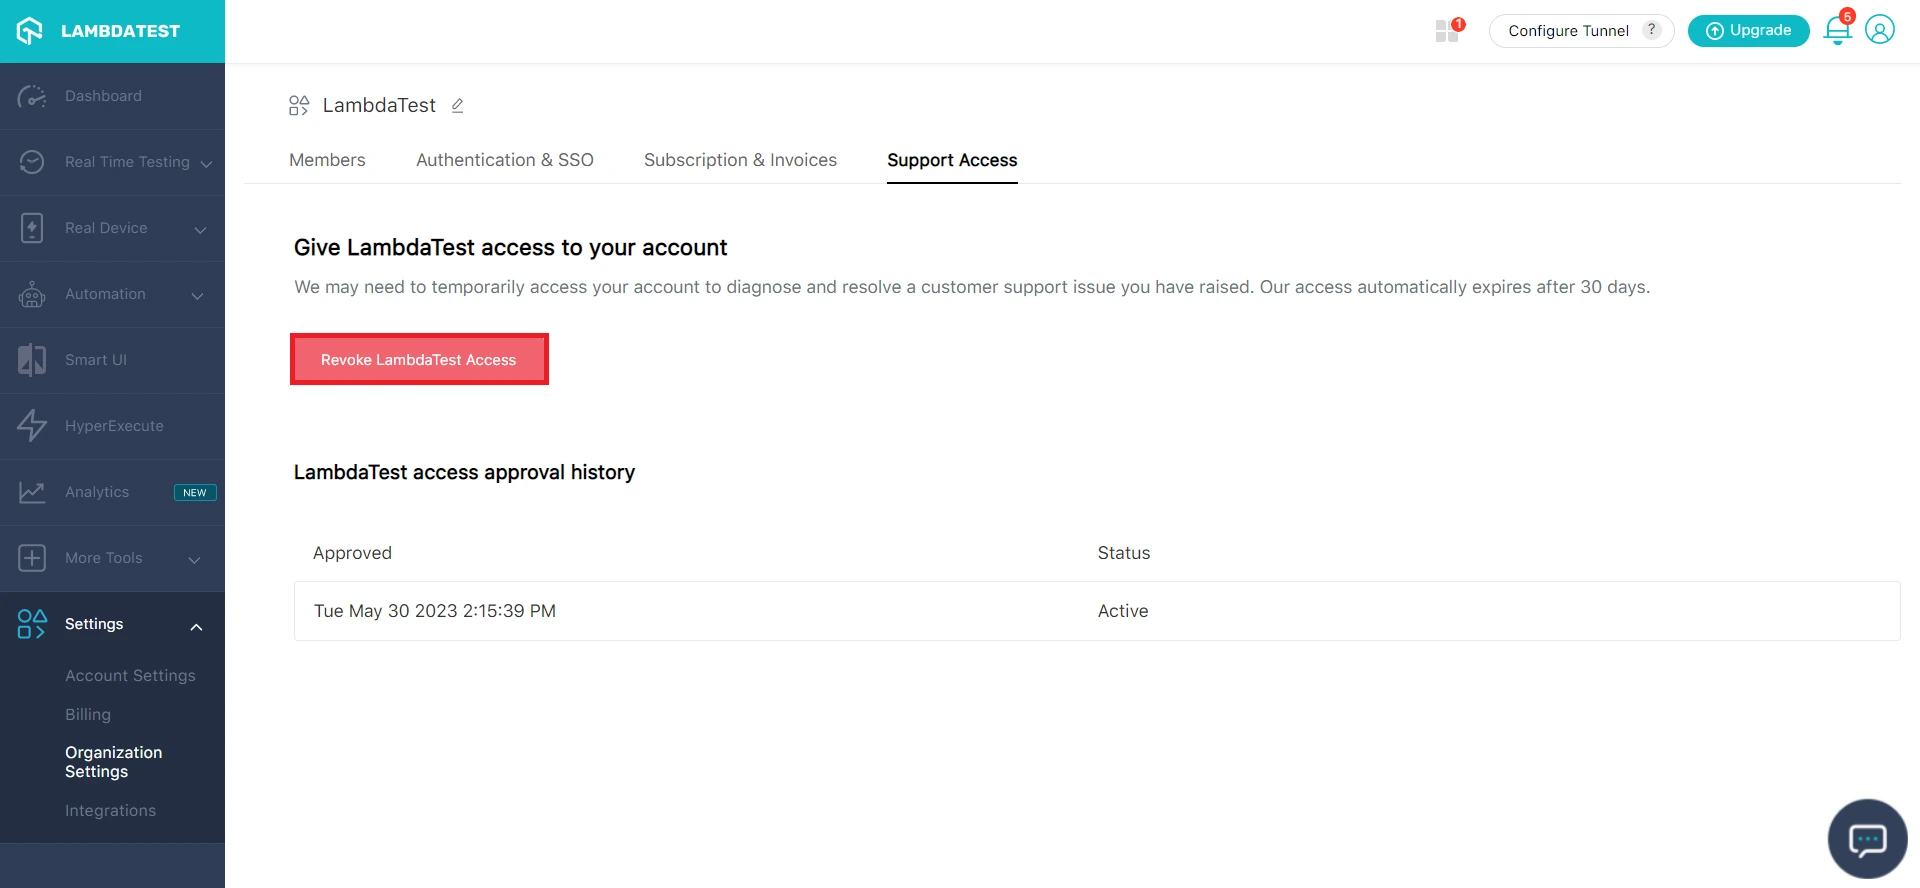 LAMBDATEST
1
Configure Tunnel ?
Upgrade
5
Dashboard
Real Time Testing
Real Device
Automation
Smart UI
HyperExecute
Analytics NEW
More Tools
Settings
Account Settings
Billing
Organization
Settings
Integrations
LambdaTest
Members Authentication & SSO Subscription & Invoices Support Access
Give LambdaTest access to your account
We may need to temporarily access your account to diagnose and resolve a customer support issue you have raised. Our access automatically expires after 30 days.
Revoke LambdaTest Access
LambdaTest access approval history
Approved Status
Tue May 30 2023 2:15:39 PM Active